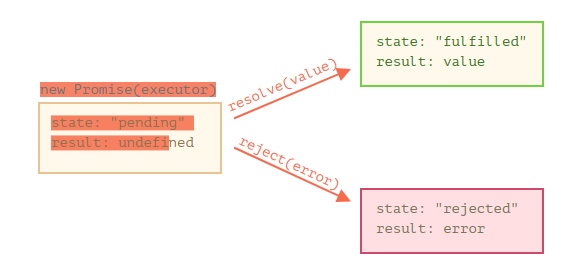 new Promise(executor)
state: "pending"
result: undefined
resolve(value)
reject(error)
state: "fulfilled"
result: value
state: "rejected"
result: error